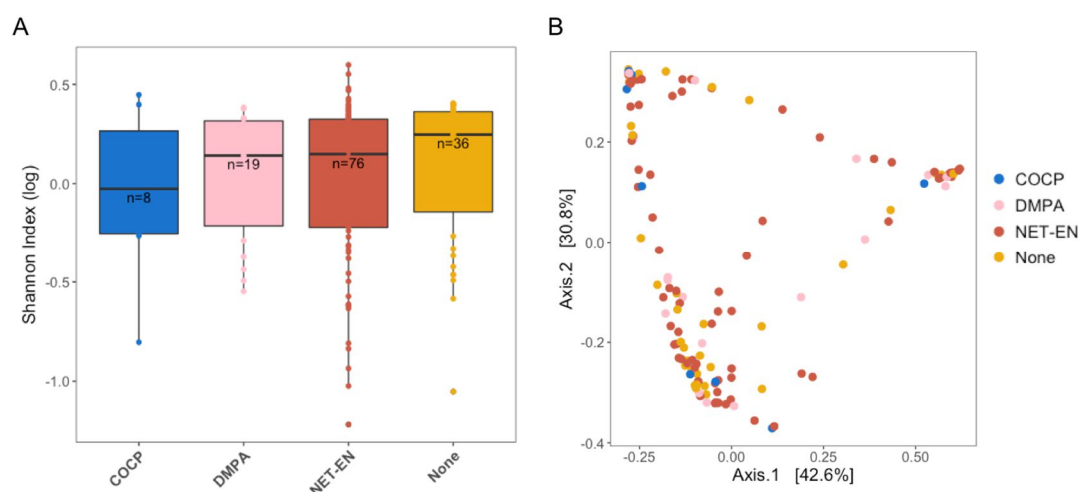 A
Shannon Index (log)
0.5
0.0
-0.5
-1.0
n=8
n=19
n=76
n=36
COCP
DMPA
NET-EN
None
B
Axis.2 [30.8%]
0.2
0.0
-0.2
-0.4
-0.25
0.00
0.25
0.50
Axis.1 [42.6%]
COCP
DMPA
NET-EN
None